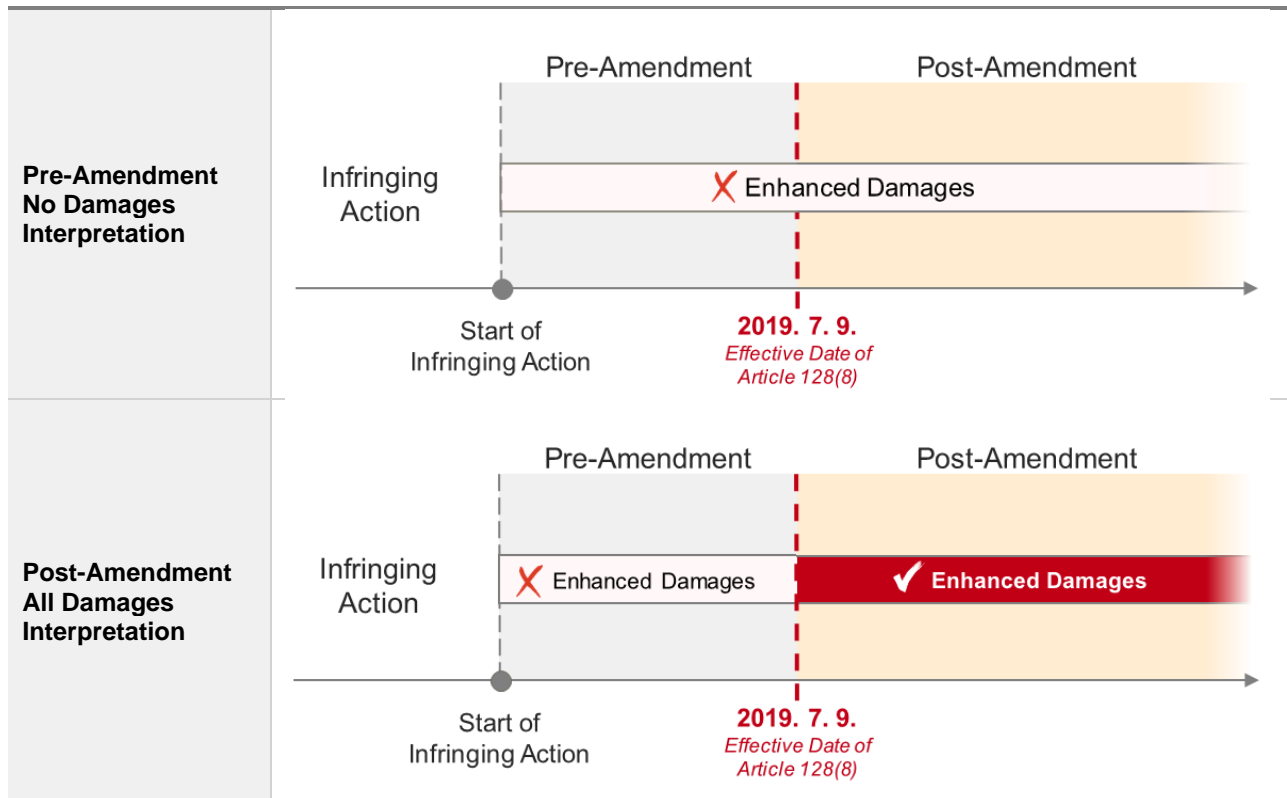 Pre-Amendment
No Damages
Interpretation
Pre-Amendment
Post-Amendment
Infringing
Action
✗ Enhanced Damages
Start of
Infringing Action
2019. 7. 9.
Effective Date of
Article 128(8)
Post-Amendment
All Damages
Interpretation
Pre-Amendment
Post-Amendment
Infringing
Action
✗ Enhanced Damages
✓ Enhanced Damages
Start of
Infringing Action
2019. 7. 9.
Effective Date of
Article 128(8)